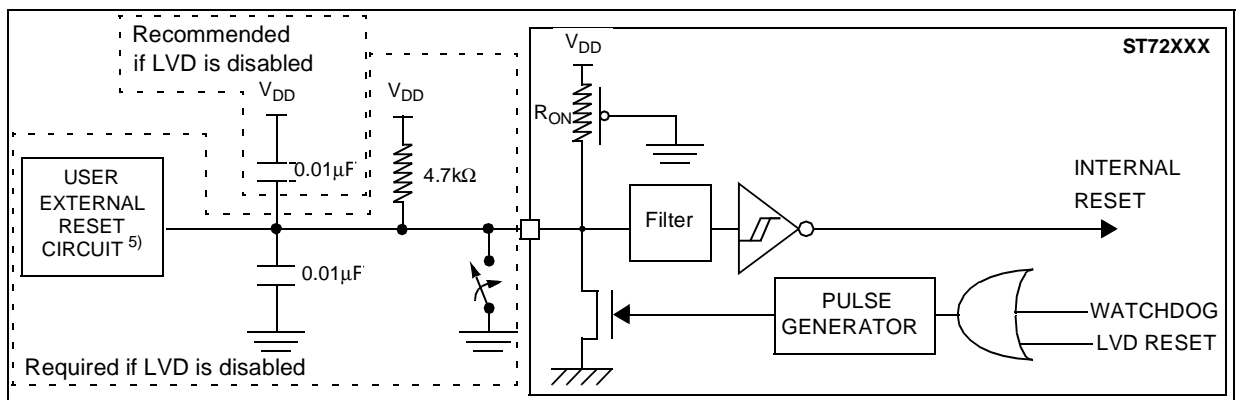 Recommended
if LVD is disabled
V_DD
0.01µF
V_DD
4.7kΩ
USER
EXTERNAL
RESET
CIRCUIT 5)
0.01µF
Required if LVD is disabled
ST72XXX
V_DD
R_ON
Filter
INTERNAL
RESET
PULSE
GENERATOR
WATCHDOG
LVD RESET